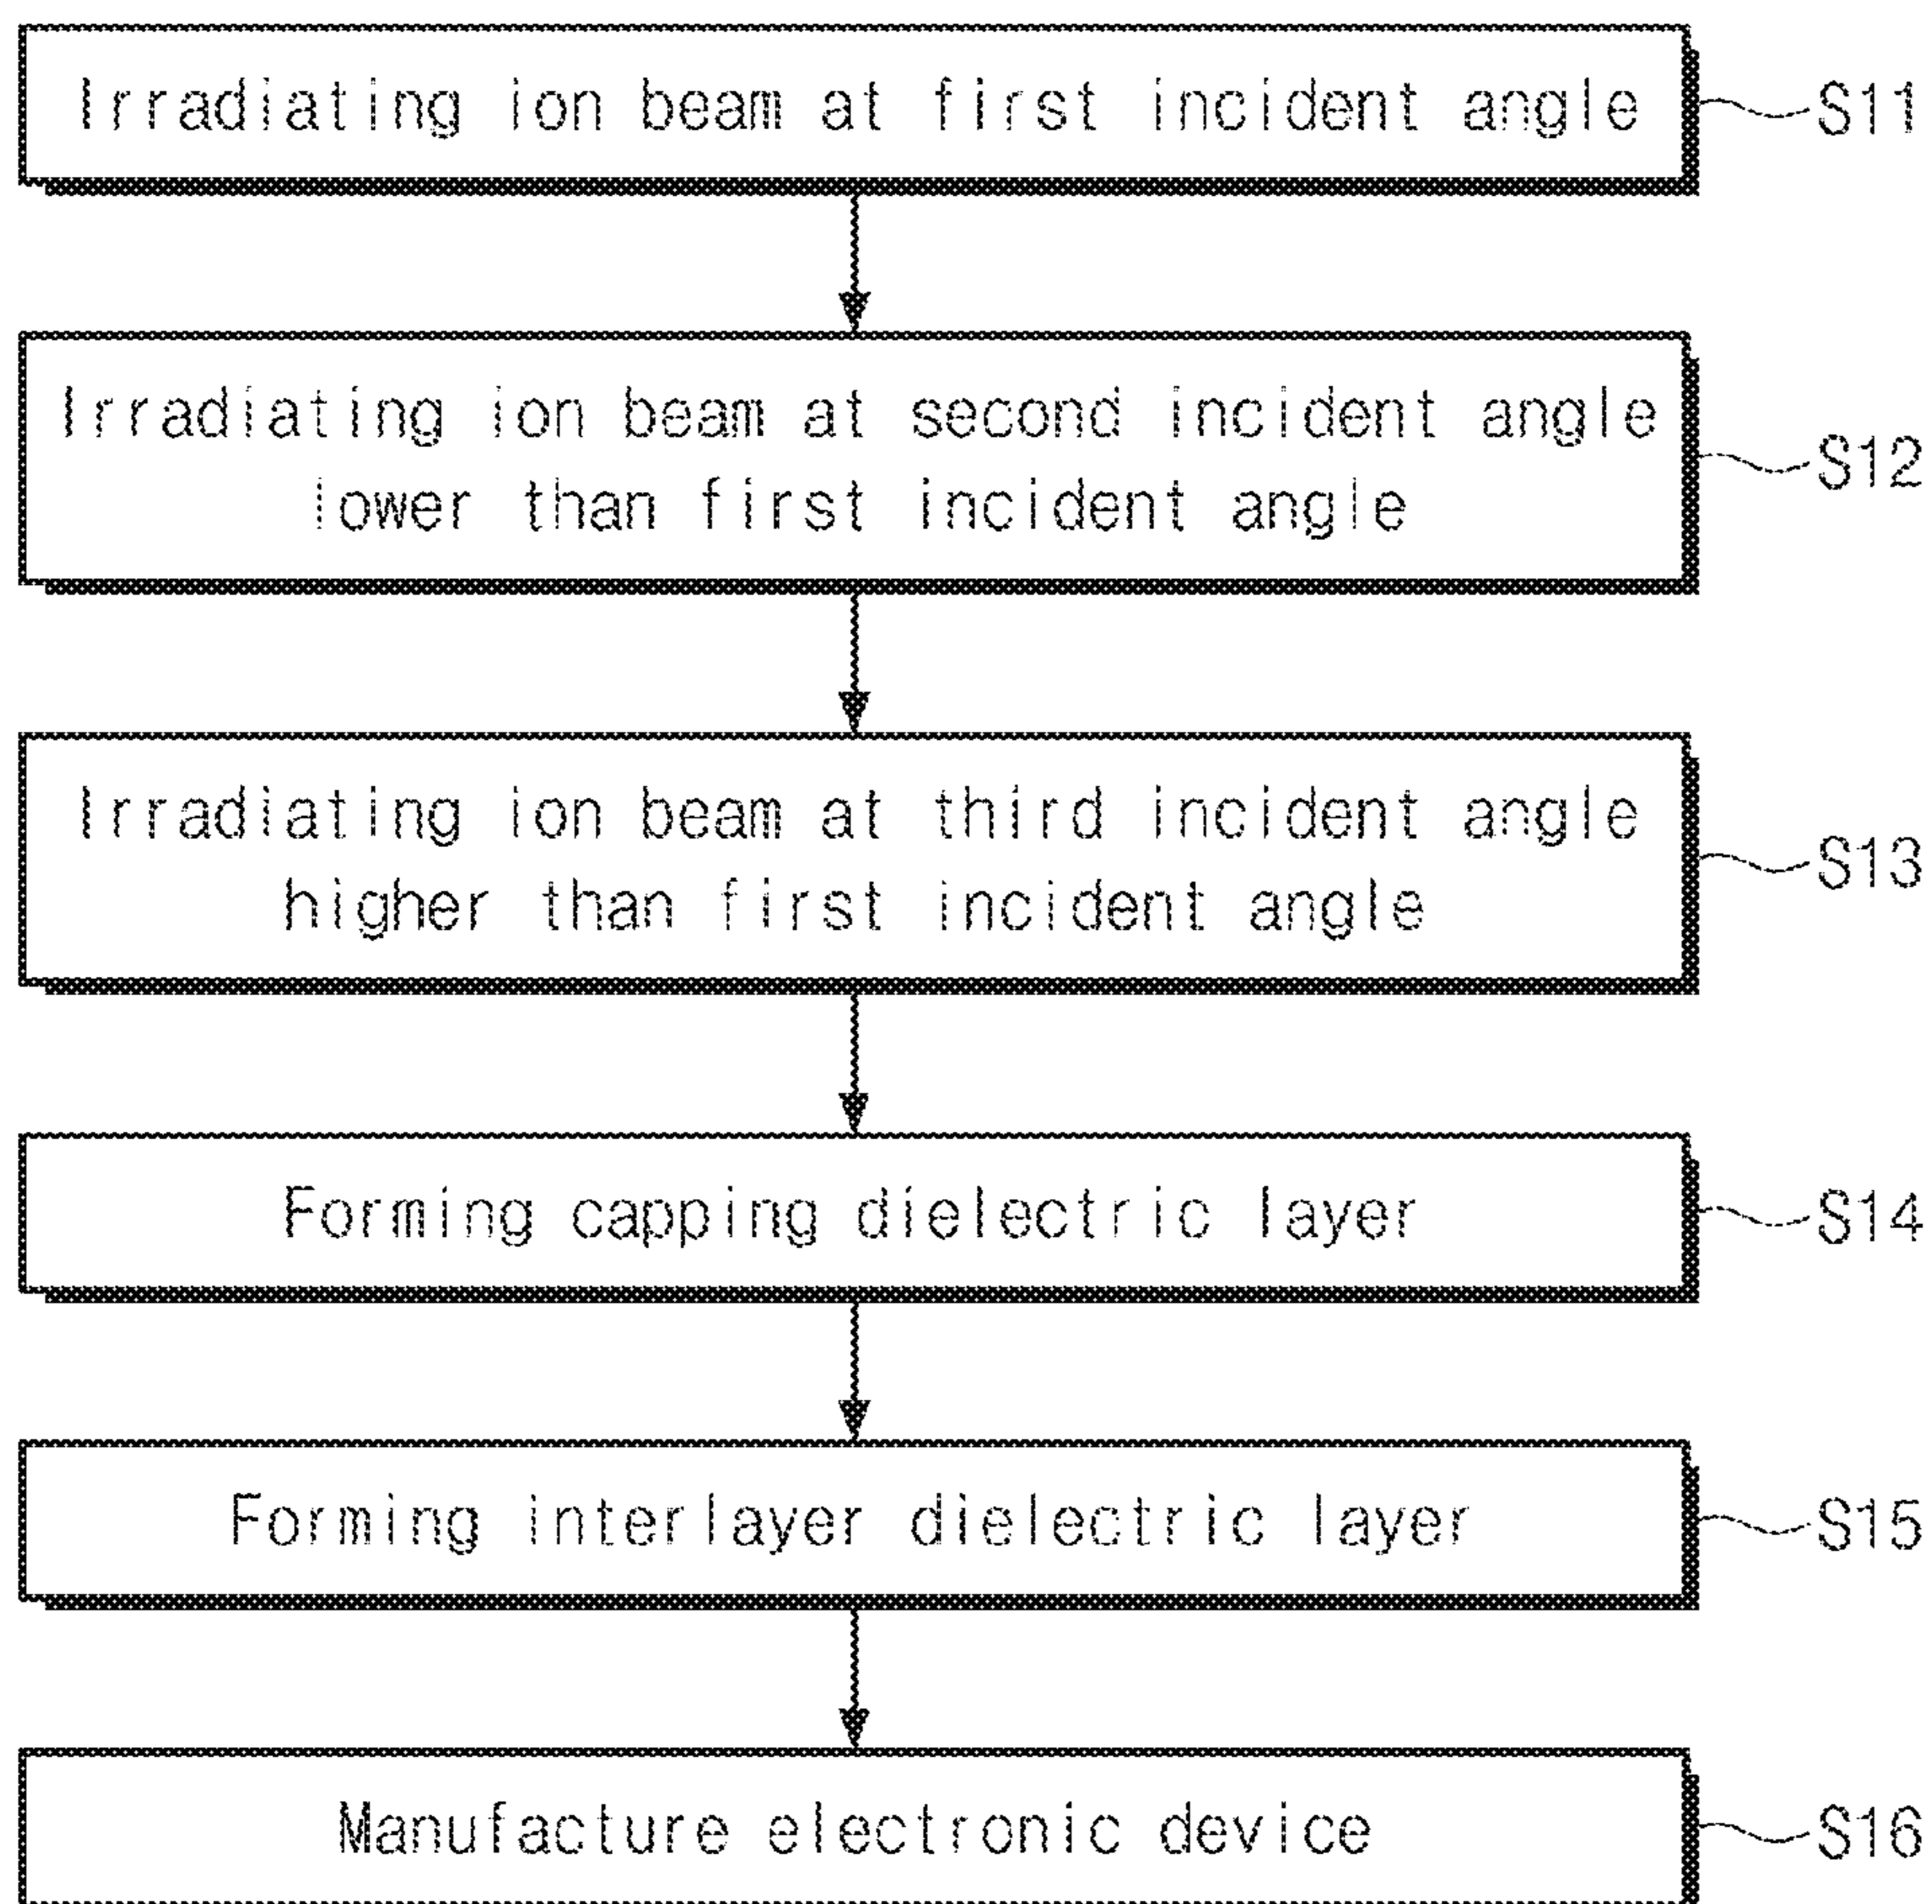 Irradiating ion beam at first incident angle
S11
Irradiating ion beam at second incident angle
lower than first incident angle
S12
Irradiating ion beam at third incident angle
higher than first incident angle
S13
Forming capping dielectric layer
S14
Forming interlayer dielectric layer
S15
Manufacture electronic device
S16